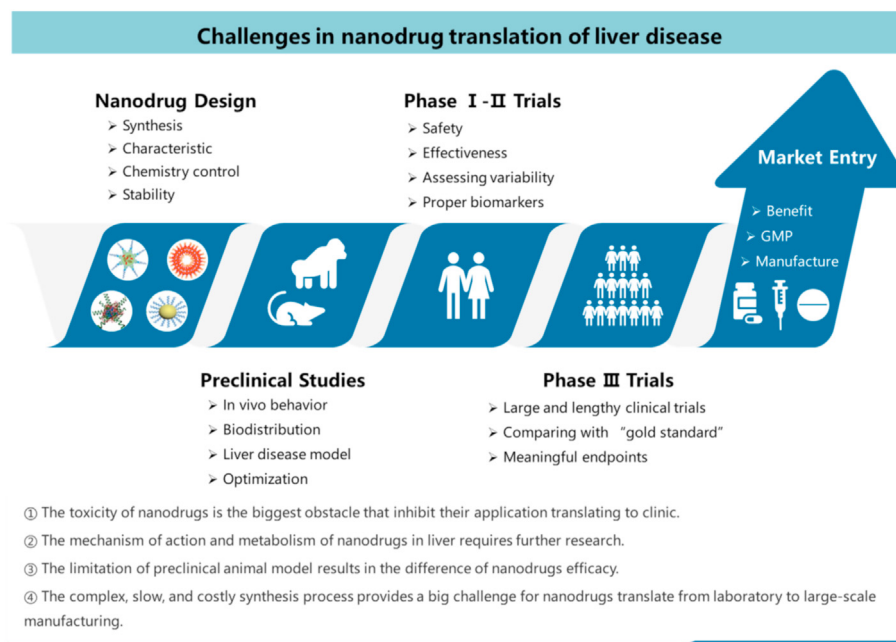 Challenges in nanodrug translation of liver disease
Nanodrug Design
➢ Synthesis
➢ Characteristic
➢ Chemistry control
➢ Stability
Phase Ⅰ-Ⅱ Trials
➢ Safety
➢ Effectiveness
➢ Assessing variability
➢ Proper biomarkers
Market Entry
➢ Benefit
➢ GMP
➢ Manufacture
Preclinical Studies
➢ In vivo behavior
➢ Biodistribution
➢ Liver disease model
➢ Optimization
Phase Ⅲ Trials
➢ Large and lengthy clinical trials
➢ Comparing with “gold standard”
➢ Meaningful endpoints
① The toxicity of nanodrugs is the biggest obstacle that inhibit their application translating to clinic.
② The mechanism of action and metabolism of nanodrugs in liver requires further research.
③ The limitation of preclinical animal model results in the difference of nanodrugs efficacy.
④ The complex, slow, and costly synthesis process provides a big challenge for nanodrugs translate from laboratory to large-scale
manufacturing.